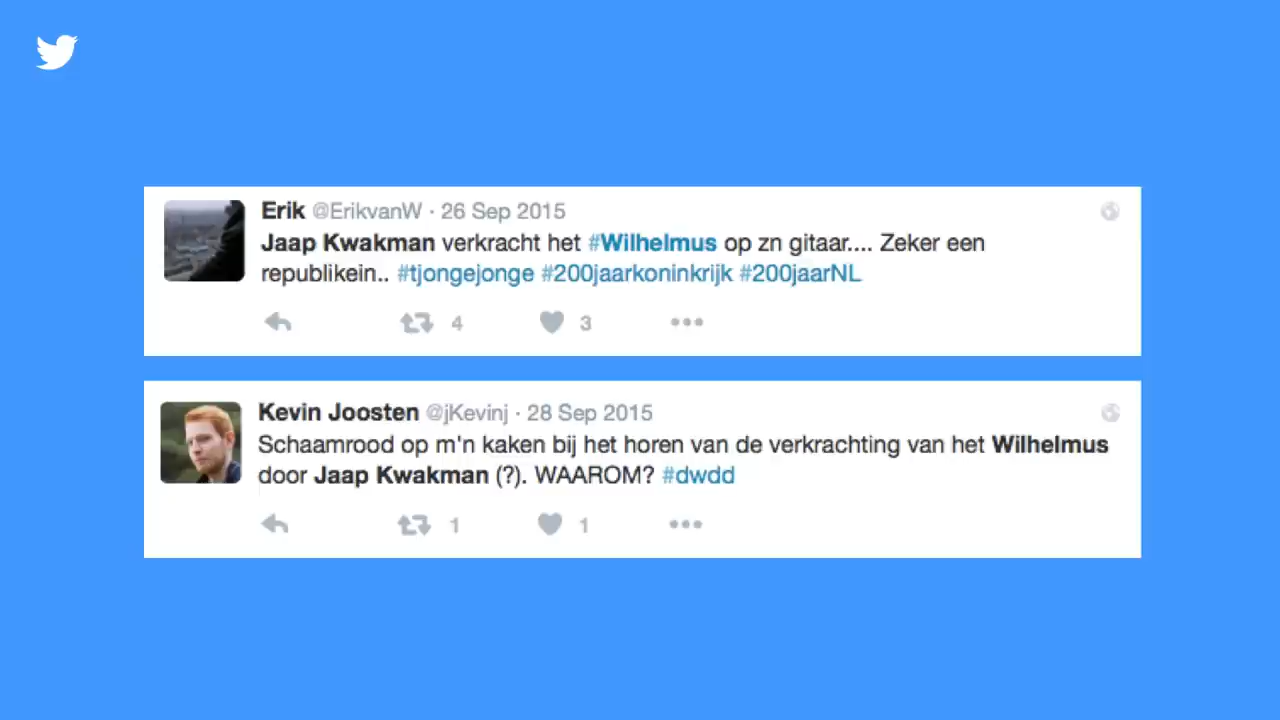 Erik @ErikvanW · 26 Sep 2015
Jaap Kwakman verkracht het #Wilhelmus op zn gitaar.... Zeker een
republikein.. #tjongejonge #200jaarkoninkrijk #200jaarNL
4 3
Kevin Joosten @jKevinj · 28 Sep 2015
Schaamrood op m'n kaken bij het horen van de verkrachting van het Wilhelmus
door Jaap Kwakman (?). WAAROM? #dwdd
1 1